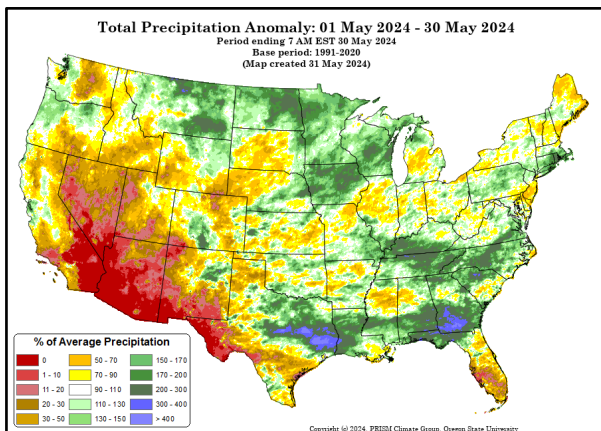 Total Precipitation Anomaly: 01 May 2024 - 30 May 2024
Period ending 7 AM EST 30 May 2024
Base period: 1991-2020
(Map created 31 May 2024)
% of Average Precipitation
0 50 - 70 150 - 170
1 - 10 70 - 90 170 - 200
11 - 20 90 - 110 200 - 300
20 - 30 110 - 130 300 - 400
30 - 50 130 - 150 > 400
Copyright (c) 2024, PRISM Climate Group, Oregon State University